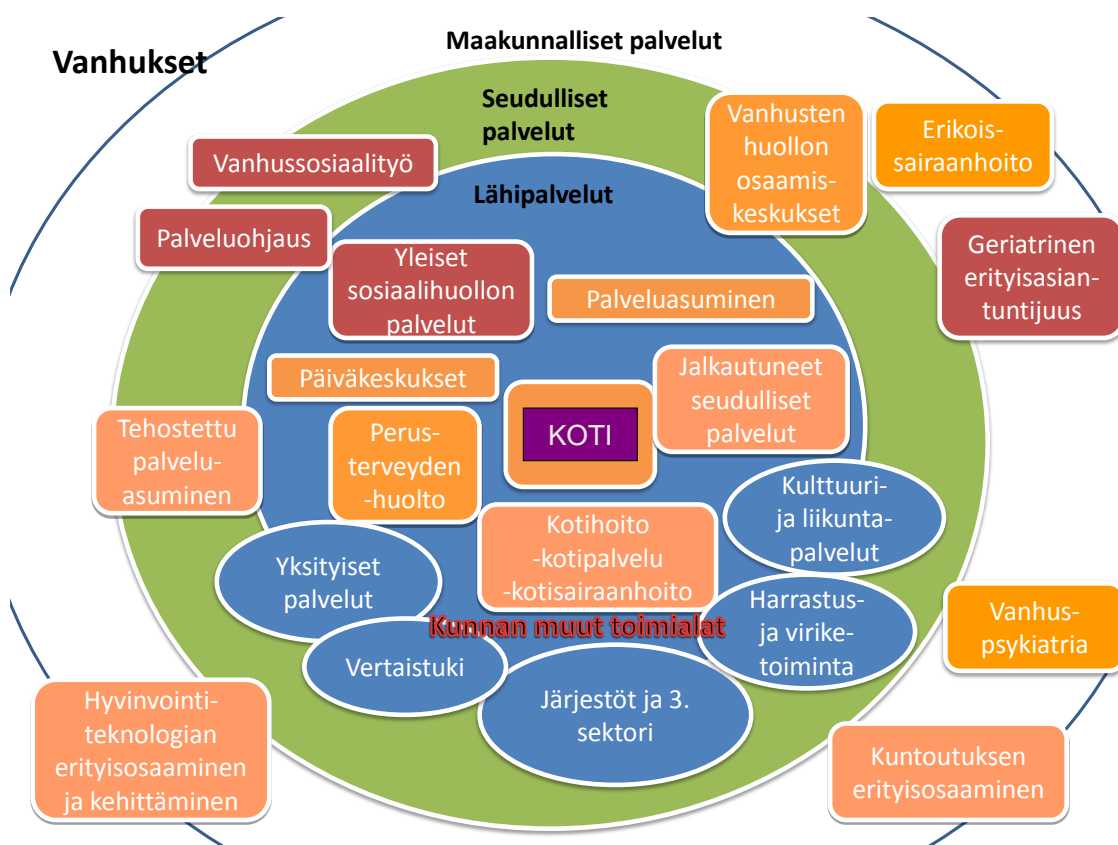 Vanhukset
Maakunnalliset palvelut
Seudulliset
palvelut
Lähipalvelut
Vanhusten
huollon
osaamis-
keskukset
Erikois-
sairaanhoito
Vanhussosiaalityö
Palveluohjaus
Yleiset
sosiaalihuollon
palvelut
Palveluasuminen
Geriatrinen
erityisasian-
tuntijuus
Päiväkeskukset
Jalkautuneet
seudulliset
palvelut
KOTI
Tehostettu
palvelu-
asuminen
Perus-
terveyden
-huolto
Kulttuuri-
ja liikunta-
palvelut
Kotihoito
-kotipalvelu
-kotisairaanhoito
Yksityiset
palvelut
Harrastus-
ja virike-
toiminta
Kunnan muut toimialat
Vanhus-
psykiatria
Vertaistuki
Järjestöt ja 3.
sektori
Hyvinvointi-
teknologian
erityisosaaminen
ja kehittäminen
Kuntoutuksen
erityisosaaminen